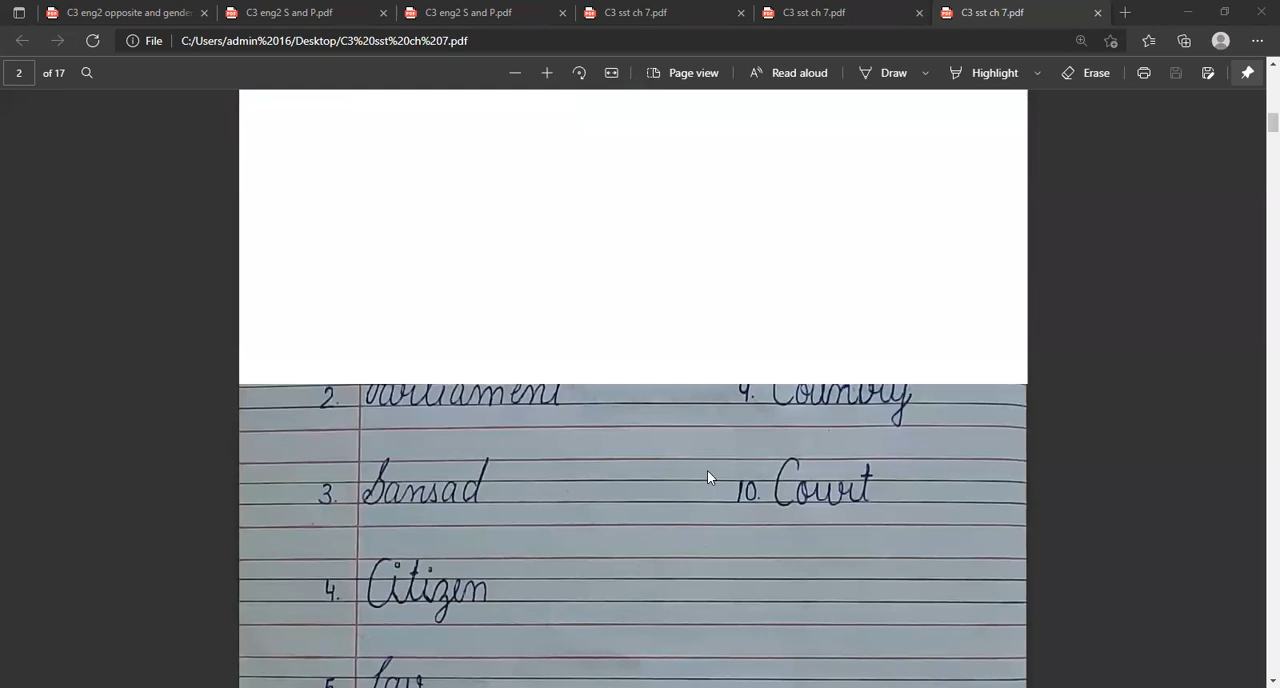 C3 eng2 opposite and gende
C3 eng2 S and P.pdf
C3 eng2 S and P.pdf
C3 sst ch 7.pdf
C3 sst ch 7.pdf
C3 sst ch 7.pdf
File
C:/Users/admin%2016/Desktop/C3%20sst%20ch%207.pdf
2 of 17
Page view
Read aloud
Draw
Highlight
Erase
2. Parliament
9. Country
3. Sansad
10. Court
4. Citizen
5. Law